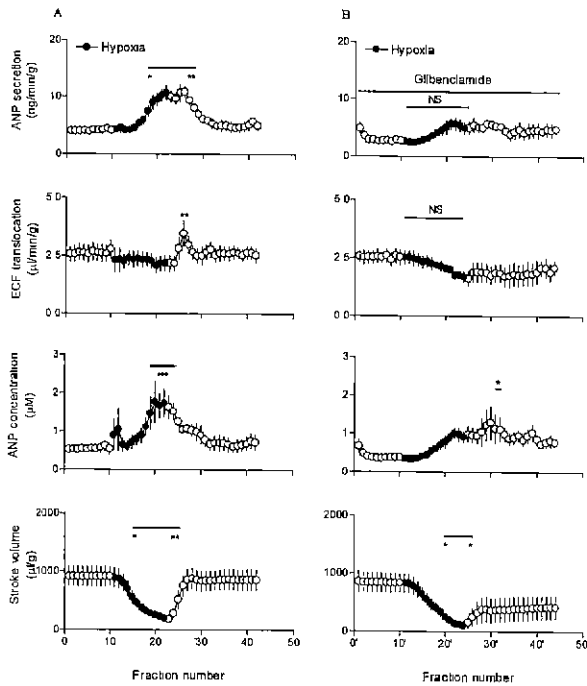 A
B
Hypoxia
Hypoxia
Glibenclamide
ANP secretion
(ng/min/g)
20
10
0
* **
*** NS
20
10
0
ECF translocation
(µl/min/g)
5.0
2.5
0.0
**
NS
5.0
2.5
0.0
ANP concentration
(µM)
3
2
1
0
***
*
3
2
1
0
Stroke volume
(µl/g)
2000
1000
0
* **
* *
2000
1000
0
0 10 20 30 40 50
0 10 20 30 40 50
Fraction number
Fraction number